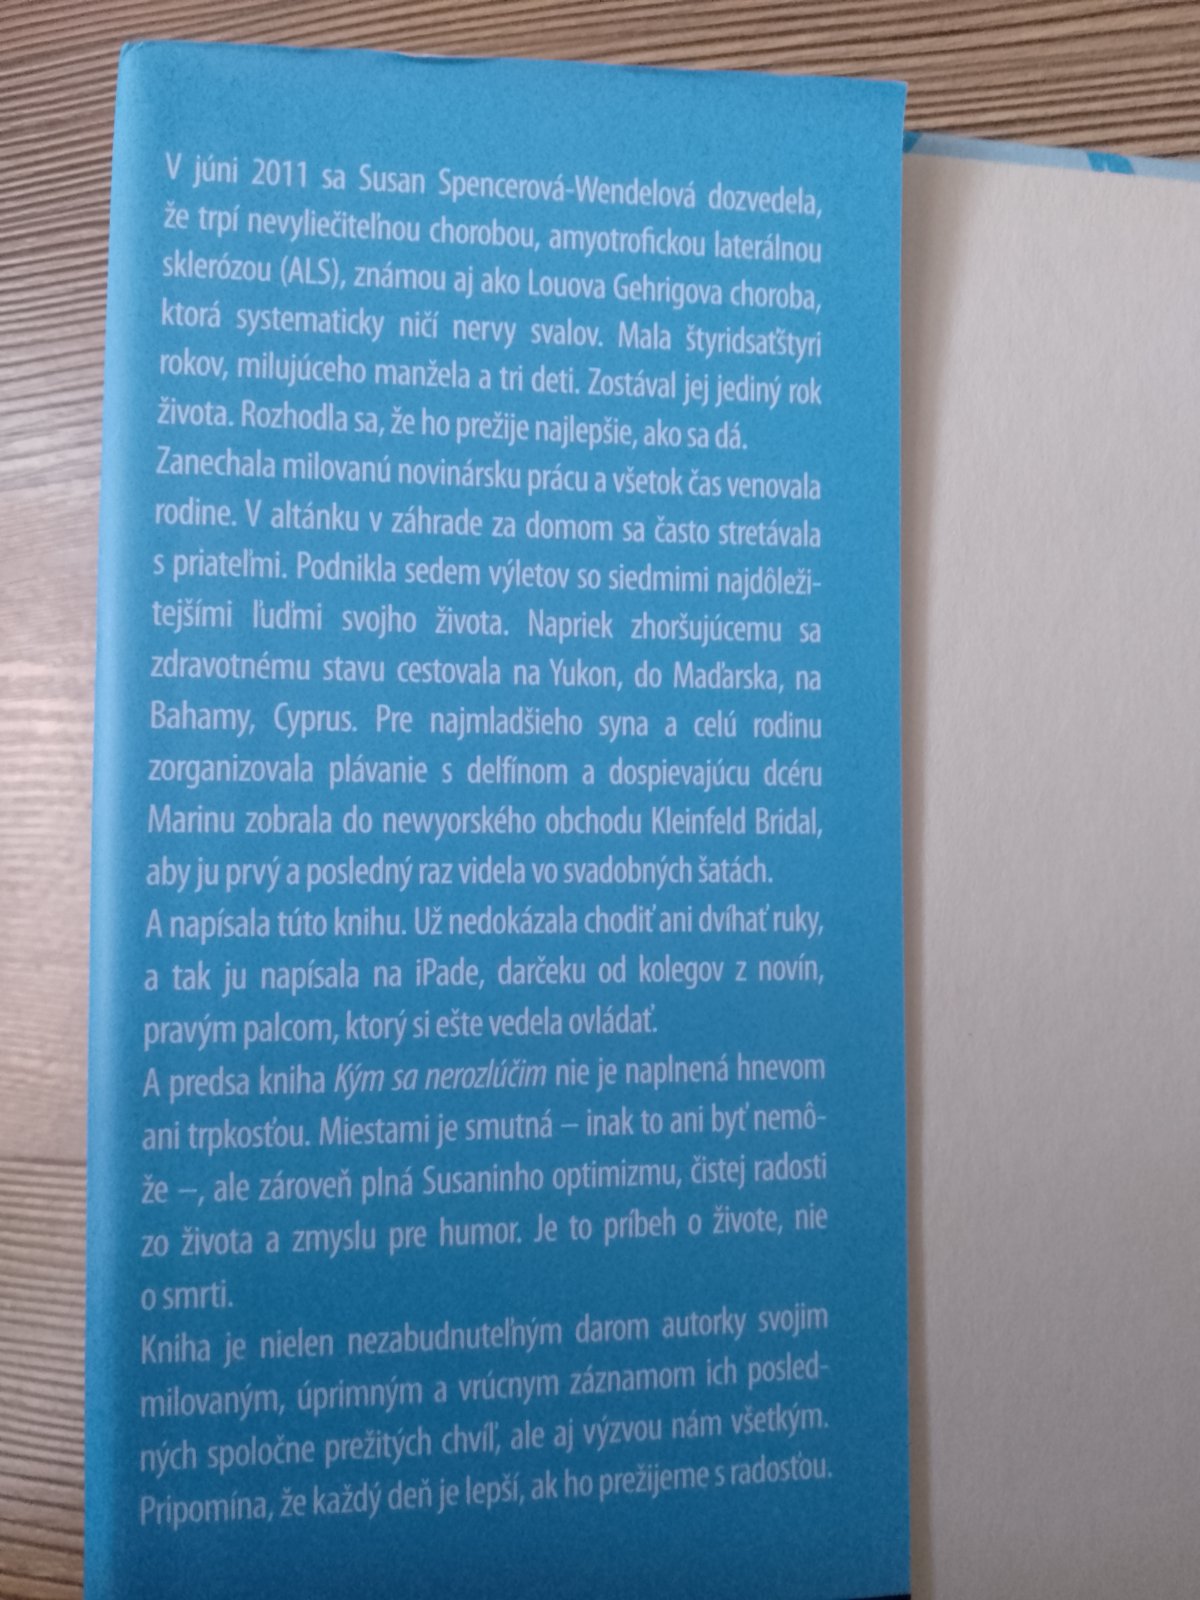 V júni 2011 sa Susan Spencerová-Wendelová dozvedela,
že trpí nevyliečiteľnou chorobou, amyotrofickou laterálnou
sklerózou (ALS), známou aj ako Louova Gehrigova choroba,
ktorá systematicky ničí nervy svalov. Mala štyridsaťštyri
rokov, milujúceho manžela a tri deti. Zostával jej jediný rok
života. Rozhodla sa, že ho prežije najlepšie, ako sa dá.
Zanechala milovanú novinársku prácu a všetok čas venovala
rodine. V altánku v záhrade za domom sa často stretávala
s priateľmi. Podnikla sedem výletov so siedmimi najdôleži-
tejšími ľuďmi svojho života. Napriek zhoršujúcemu sa
zdravotnému stavu cestovala na Yukon, do Maďarska, na
Bahamy, Cyprus. Pre najmladšieho syna a celú rodinu
zorganizovala plávanie s delfínom a dospievajúcu dcéru
Marinu zobrala do newyorského obchodu Kleinfeld Bridal,
aby ju prvý a posledný raz videla vo svadobných šatách.
A napísala túto knihu. Už nedokázala chodiť ani dvíhať ruky,
a tak ju napísala na iPade, darčeku od kolegov z novín,
pravým palcom, ktorý si ešte vedela ovládať.
A predsa kniha Kým sa nerozlúčim nie je naplnená hnevom
ani trpkosťou. Miestami je smutná – inak to ani byť nemô-
že –, ale zároveň plná Susaninho optimizmu, čistej radosti
zo života a zmyslu pre humor. Je to príbeh o živote, nie
o smrti.
Kniha je nielen nezabudnuteľným darom autorky svojim
milovaným, úprimným a vrúcnym záznamom ich posled-
ných spoločne prežitých chvíľ, ale aj výzvou nám všetkým.
Pripomína, že každý deň je lepší, ak ho prežijeme s radosťou.